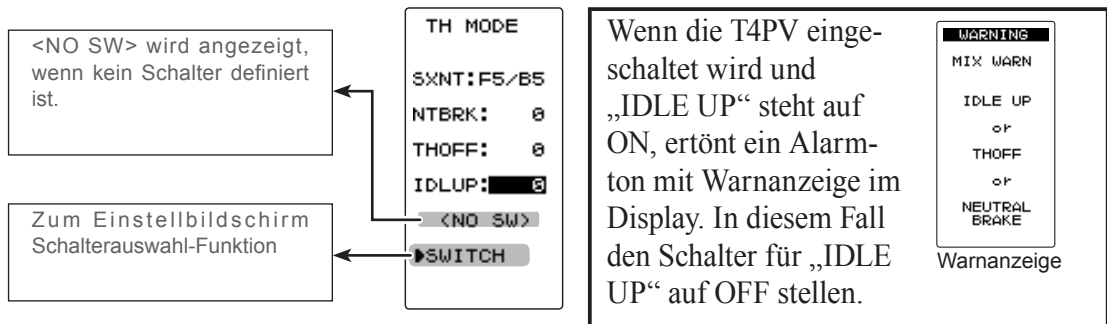 <NO SW> wird angezeigt,
wenn kein Schalter definiert
ist.
Zum Einstellbildschirm
Schalterauswahl-Funktion
TH MODE
SXNT:F5/B5
NTBRK: 0
THOFF: 0
IDLUP: 0
<NO SW>
▶SWITCH
Wenn die T4PV einge-
schaltet wird und
„IDLE UP“ steht auf
ON, ertönt ein Alarm-
ton mit Warnanzeige im
Display. In diesem Fall
den Schalter für „IDLE
UP“ auf OFF stellen.
WARNING
MIX WARN
IDLE UP
or
THOFF
or
NEUTRAL
BRAKE
Warnanzeige